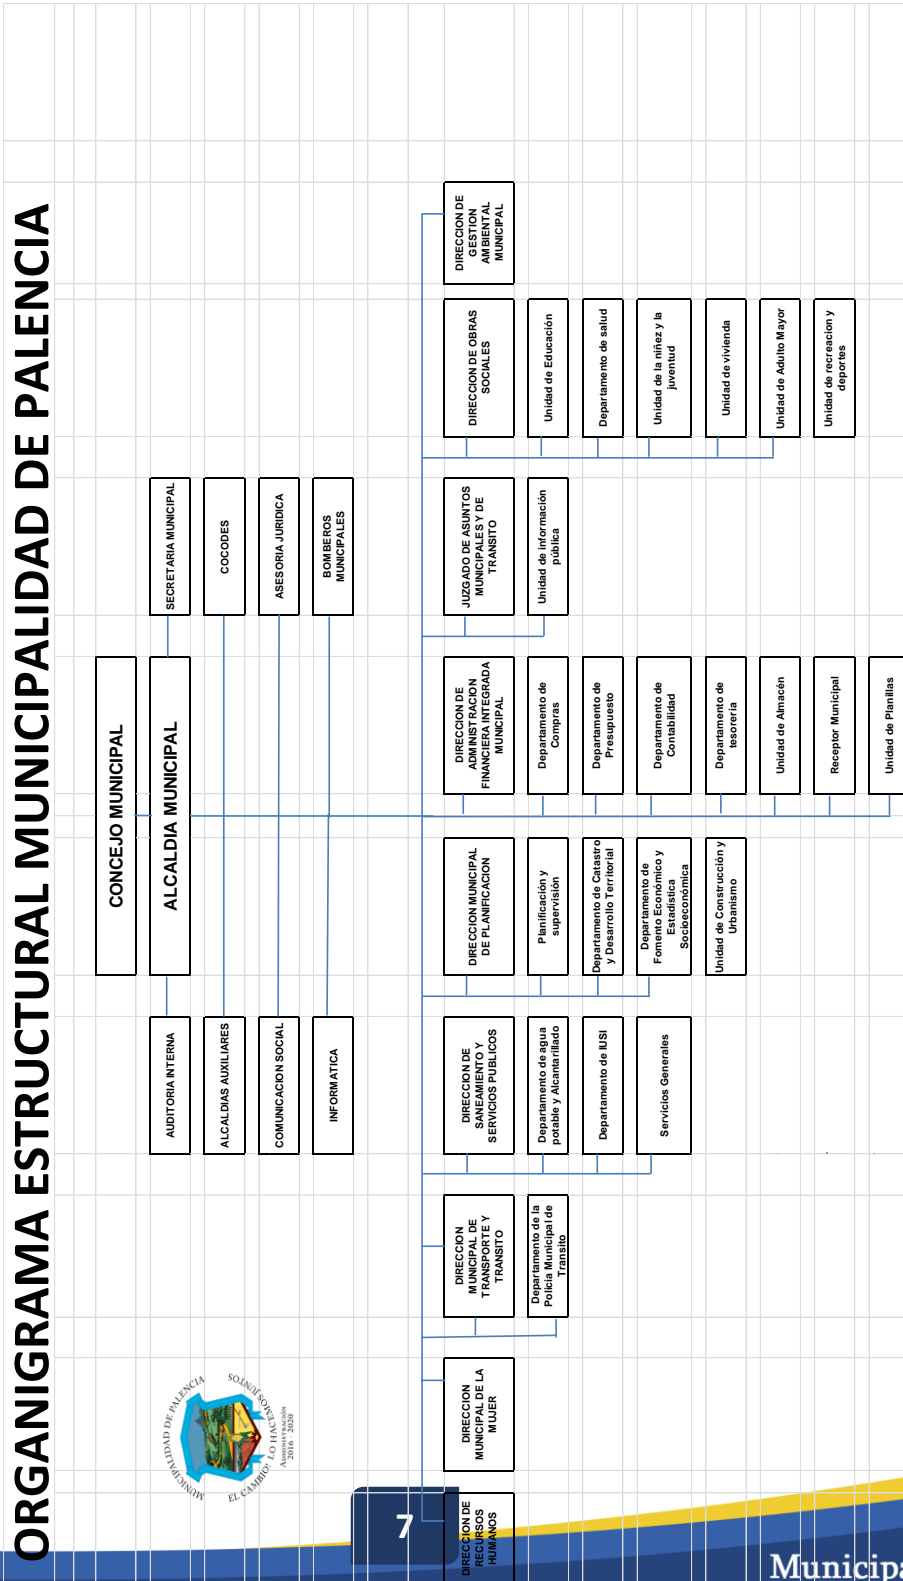 ORGANIGRAMA ESTRUCTURAL MUNICIPALIDAD DE PALENCIA
CONCEJO MUNICIPAL
ALCALDIA MUNICIPAL
AUDITORIA INTERNA
SECRETARIA MUNICIPAL
ALCALDIAS AUXILIARES
COCODES
COMUNICACION SOCIAL
ASESORIA JURIDICA
INFORMATICA
BOMBEROS
MUNICIPALES
DIRECCION DE
RECURSOS
HUMANOS
DIRECCION
MUNICIPAL DE LA
MUJER
DIRECCION
MUNICIPAL DE
TRANSPORTE Y
TRANSITO
Departamento de la
Policia Municipal de
Transito
DIRECCION DE
SANEAMIENTO Y
SERVICIOS PUBLICOS
Departamento de agua
potable y Alcantarillado
Departamento de IUSI
Servicios Generales
DIRECCION MUNICIPAL
DE PLANIFICACION
Planificación y
supervisión
Departamento de Catastro
y Desarrollo Territorial
Departamento de
Fomento Económico y
Estadística
Socioeconómica
Unidad de Construcción y
Urbanismo
DIRECCION DE
ADMINISTRACION
FINANCIERA INTEGRADA
MUNICIPAL
Departamento de
Compras
Departamento de
Presupuesto
Departamento de
Contabilidad
Departamento de
tesoreria
Unidad de Almacén
Receptor Municipal
Unidad de Planillas
JUZGADO DE ASUNTOS
MUNICIPALES Y DE
TRANSITO
Unidad de información
pública
DIRECCION DE OBRAS
SOCIALES
Unidad de Educación
Departamento de salud
Unidad de la niñez y la
juventud
Unidad de vivienda
Unidad de Adulto Mayor
Unidad de recreacion y
deportes
DIRECCION DE
GESTION
AMBIENTAL
MUNICIPAL
MUNICIPALIDAD DE PALENCIA
EL CAMBIO! LO HACEMOS JUNTOS
ADMINISTRACIÓN
2016 - 2020
7
Municipa